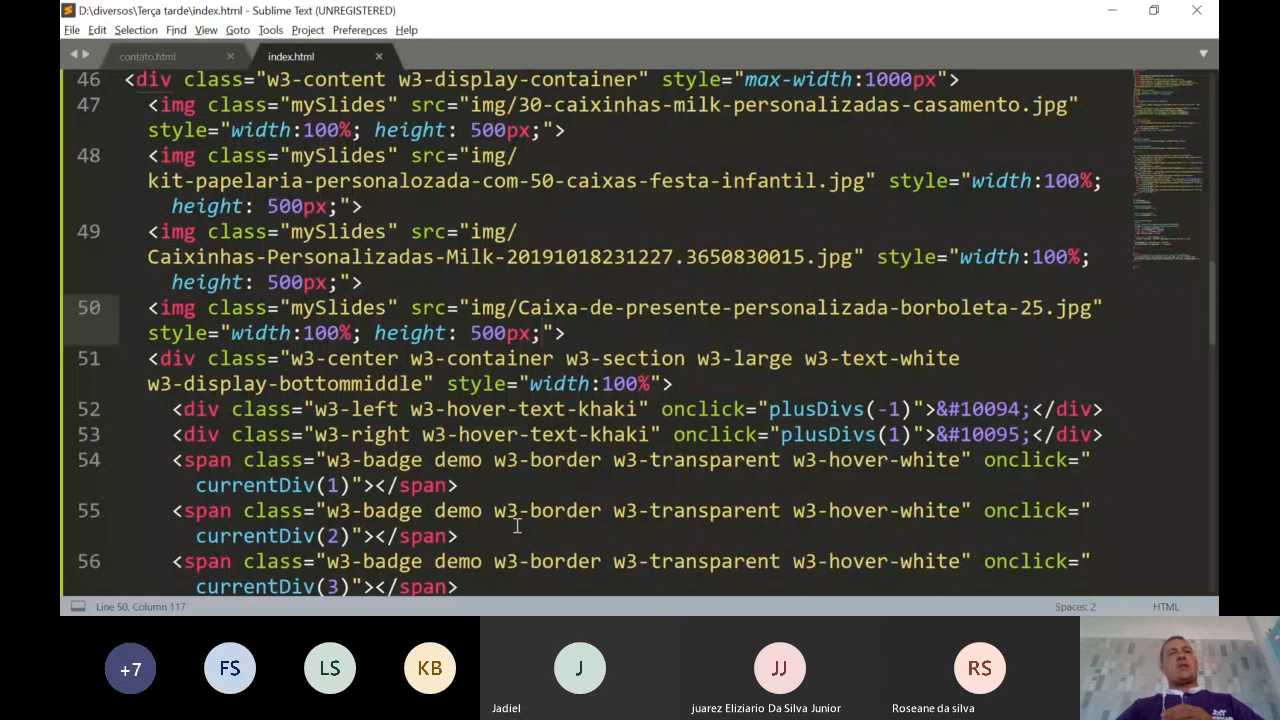 D:\diversos\Terça tarde\index.html - Sublime Text (UNREGISTERED)
File Edit Selection Find View Goto Tools Project Preferences Help
contato.html index.html
46 <div class="w3-content w3-display-container" style="max-width:1000px">
47 <img class="mySlides" src="img/30-caixinhas-milk-personalizadas-casamento.jpg"
style="width:100%; height: 500px;">
48 <img class="mySlides" src="img/
kit-papelaria-personalozada-com-50-caixas-festa-infantil.jpg" style="width:100%;
height: 500px;">
49 <img class="mySlides" src="img/
Caixinhas-Personalizadas-Milk-20191018231227.3650830015.jpg" style="width:100%;
height: 500px;">
50 <img class="mySlides" src="img/Caixa-de-presente-personalizada-borboleta-25.jpg"
style="width:100%; height: 500px;">
51 <div class="w3-center w3-container w3-section w3-large w3-text-white
w3-display-bottommiddle" style="width:100%">
52 <div class="w3-left w3-hover-text-khaki" onclick="plusDivs(-1)">&#10094;</div>
53 <div class="w3-right w3-hover-text-khaki" onclick="plusDivs(1)">&#10095;</div>
54 <span class="w3-badge demo w3-border w3-transparent w3-hover-white" onclick="
currentDiv(1)"></span>
55 <span class="w3-badge demo w3-border w3-transparent w3-hover-white" onclick="
currentDiv(2)"></span>
56 <span class="w3-badge demo w3-border w3-transparent w3-hover-white" onclick="
currentDiv(3)"></span>
Line 50, Column 117 Spaces: 2 HTML
+7 FS LS KB J JJ RS
Jadiel juarez Eliziario Da Silva Junior Roseane da silva